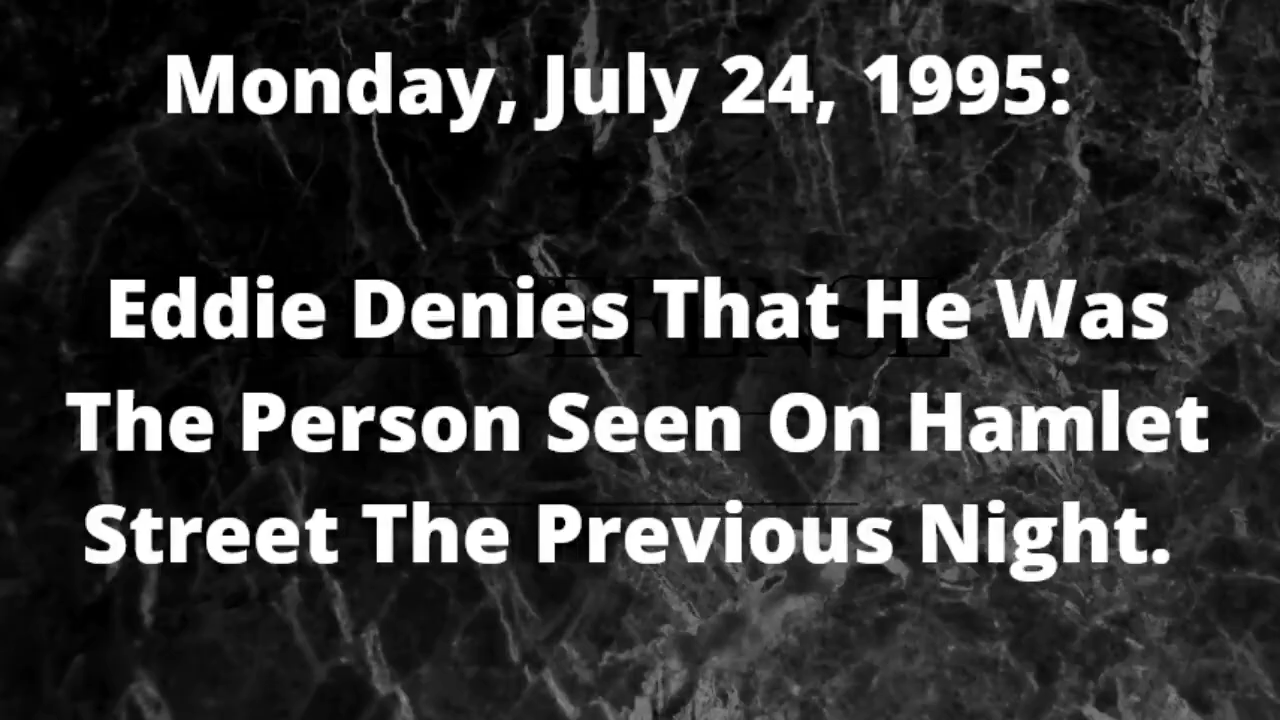 Monday, July 24, 1995:
Eddie Denies That He Was
The Person Seen On Hamlet
Street The Previous Night.